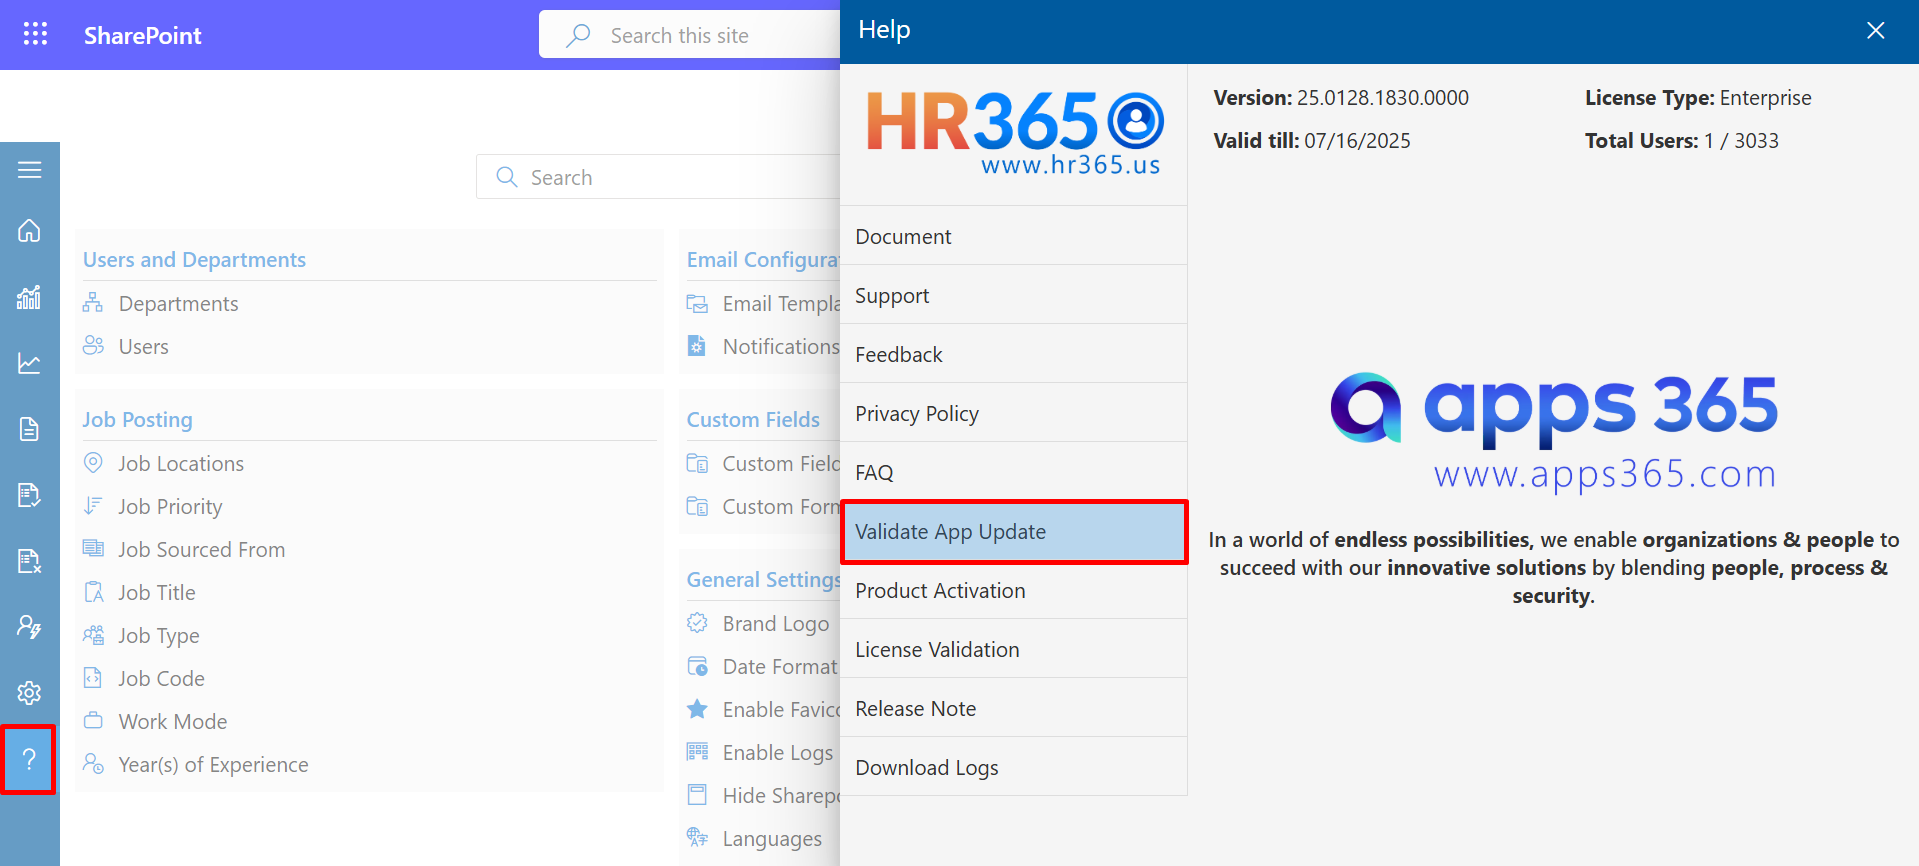 SharePoint
Search this site
Help
HR365
www.hr365.us
Version: 25.0128.1830.0000
License Type: Enterprise
Valid till: 07/16/2025
Total Users: 1 / 3033
Search
Users and Departments
Departments
Users
Job Posting
Job Locations
Job Priority
Job Sourced From
Job Title
Job Type
Job Code
Work Mode
Year(s) of Experience
Email Configura
Email Templa
Notifications
Custom Fields
Custom Field
Custom Form
General Settings
Brand Logo
Date Format
Enable Favic
Enable Logs
Hide Sharepo
Languages
Document
Support
Feedback
Privacy Policy
FAQ
Validate App Update
Product Activation
License Validation
Release Note
Download Logs
apps 365
www.apps365.com
In a world of endless possibilities, we enable organizations & people to
succeed with our innovative solutions by blending people, process &
security.